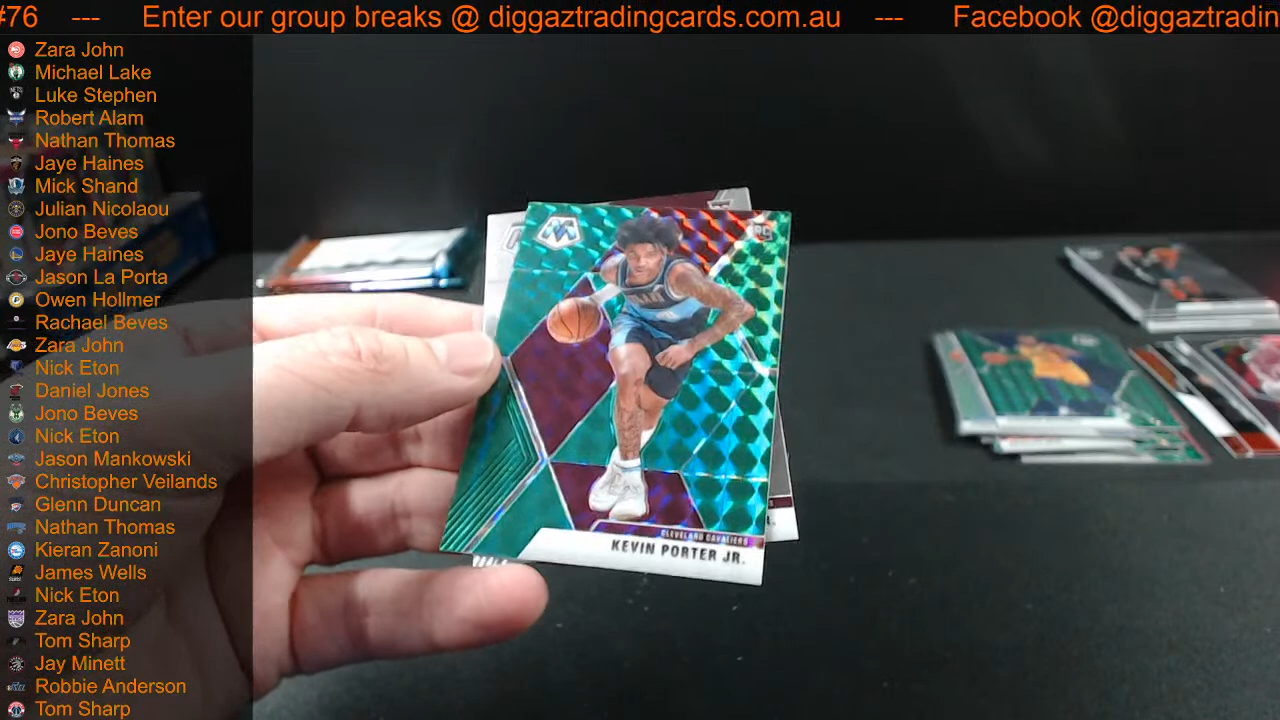 #76 --- Enter our group breaks @ diggaztradingcards.com.au --- Facebook @diggaztradin
Zara John
Michael Lake
Luke Stephen
Robert Alam
Nathan Thomas
Jaye Haines
Mick Shand
Julian Nicolaou
Jono Beves
Jaye Haines
Jason La Porta
Owen Hollmer
Rachael Beves
Zara John
Nick Eton
Daniel Jones
Jono Beves
Nick Eton
Jason Mankowski
Christopher Veilands
Glenn Duncan
Nathan Thomas
Kieran Zanoni
James Wells
Nick Eton
Zara John
Tom Sharp
Jay Minett
Robbie Anderson
Tom Sharp
RC
CLEVELAND CAVALIERS
KEVIN PORTER JR.